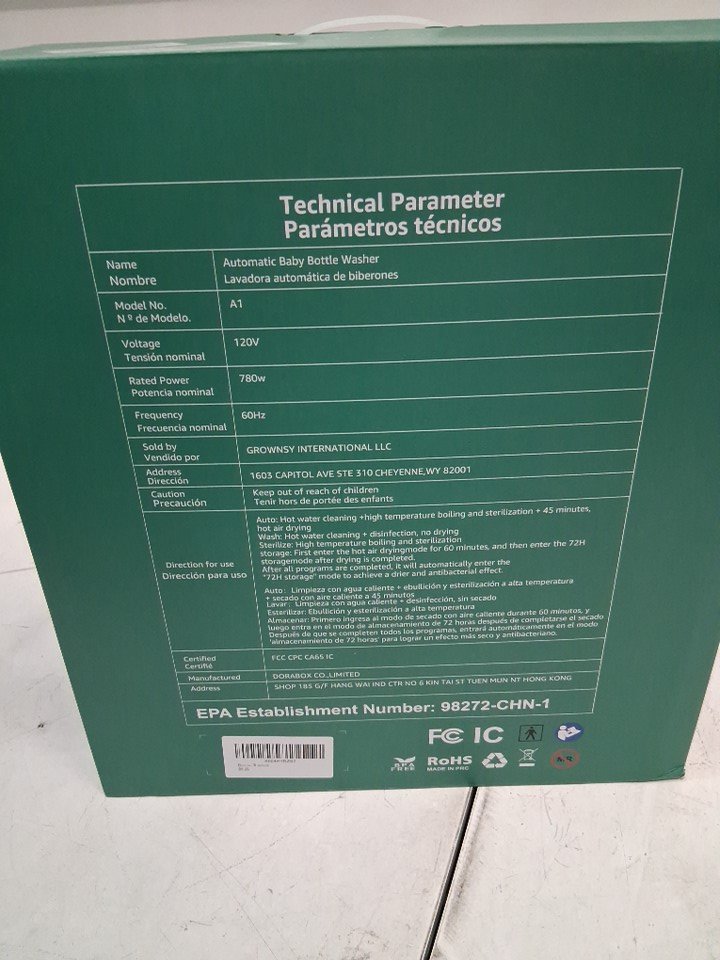 Technical Parameter
Parámetros técnicos
Name
Nombre
Automatic Baby Bottle Washer
Lavadora automática de biberones
Model No.
N º de Modelo.
A1
Voltage
Tensión nominal
120V
Rated Power
Potencia nominal
780w
Frequency
Frecuencia nominal
60Hz
Sold by
Vendido por
GROWNSY INTERNATIONAL LLC
Address
Dirección
1603 CAPITOL AVE STE 310 CHEYENNE,WY 82001
Caution
Precaución
Keep out of reach of children
Tenir hors de portée des enfants
Direction for use
Dirección para uso
Auto: Hot water cleaning +high temperature boiling and sterilization + 45 minutes,
hot air drying
Wash: Hot water cleaning + disinfection, no drying
Sterilize: High temperature boiling and sterilization
storage: First enter the hot air dryingmode for 60 minutes, and then enter the 72H
storagemode after drying is completed.
After all programs are completed, it will automatically enter the
"72H storage" mode to achieve a drier and antibacterial effect.
Auto: Limpieza con agua caliente + ebullición y esterilización a alta temperatura
+ secado con aire caliente a 45 minutos
Lavar: Limpieza con agua caliente + desinfección, sin secado
Esterilizar: Ebullición y esterilización a alta temperatura
Almacenar: Primero ingresa al modo de secado con aire caliente durante 60 minutos, y
luego entra en el modo de almacenamiento de 72 horas después de completarse el secado
Después de que se completen todos los programas, entrará automáticamente en el modo
'almacenamiento de 72 horas' para lograr un efecto más seco y antibacteriano.
Certified
Certifié
FCC CPC CA65 IC
Manufactured
DORABOX CO.,LIMITED
Address
SHOP 185 G/F HANG WAI IND CTR NO 6 KIN TAI ST TUEN MUN NT HONG KONG
EPA Establishment Number: 98272-CHN-1
FC IC
BPA
FREE
RoHS
MADE IN PRC